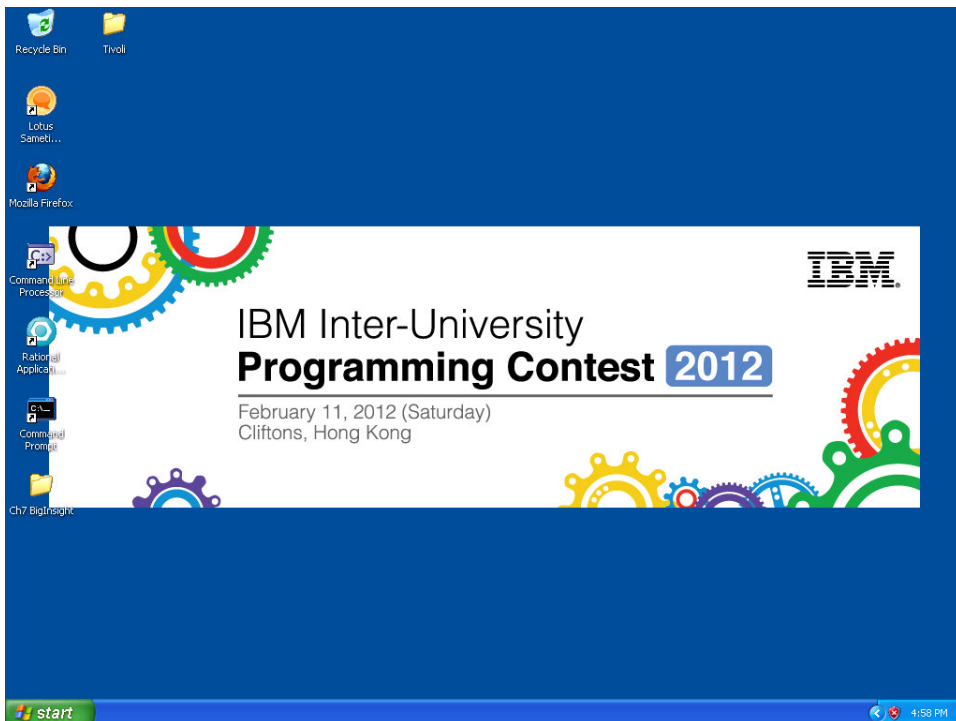 Recycle Bin
Tivoli
Lotus
Sameti...
Mozilla Firefox
C:\>
Command Line
Processor
Rational
Applicati...
C:\_
Command
Prompt
Ch7 BigInsight
IBM
IBM Inter-University
Programming Contest 2012
February 11, 2012 (Saturday)
Cliftons, Hong Kong
start
4:58 PM